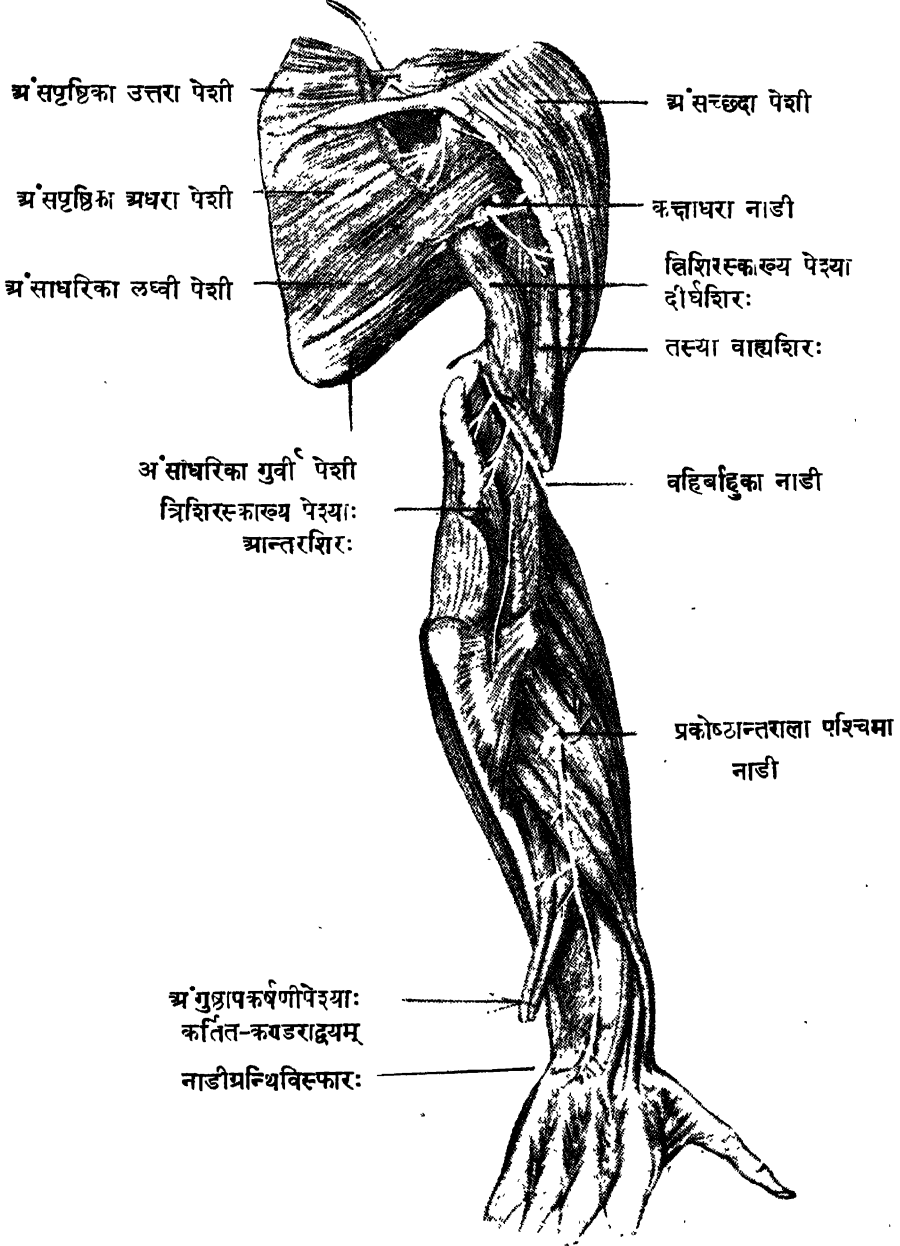 अंसपृष्ठिका उत्तरा पेशी
अंसपृष्ठिका अधरा पेशी
अंसाधरिका लघ्वी पेशी
अंसाधरिका गुर्वी पेशी
त्रिशिरस्काख्य पेश्याः
आन्तरशिरः
अंगुष्ठापकर्षणीपेश्याः
कर्तित-कण्डराद्वयम्
नाडीग्रन्थिविस्फारः
अंसच्छदा पेशी
कक्षाधरा नाडी
त्रिशिरस्काख्य पेश्या
दीर्घशिरः
तस्या वाह्यशिरः
वहिर्बाहुका नाडी
प्रकोष्ठान्तराला पश्चिमा
नाडी